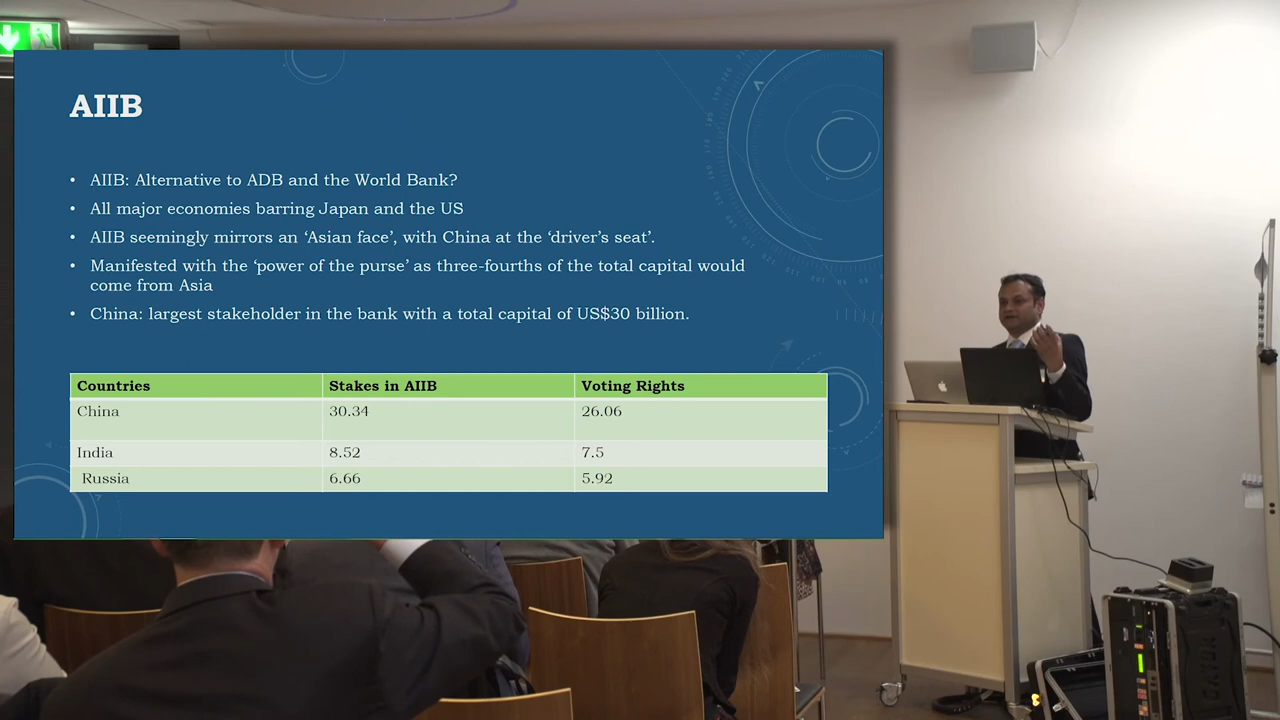 AIIB
• AIIB: Alternative to ADB and the World Bank?
• All major economies barring Japan and the US
• AIIB seemingly mirrors an ‘Asian face’, with China at the ‘driver’s seat’.
• Manifested with the ‘power of the purse’ as three-fourths of the total capital would
come from Asia
• China: largest stakeholder in the bank with a total capital of US$30 billion.
Countries Stakes in AIIB Voting Rights
China 30.34 26.06
India 8.52 7.5
Russia 6.66 5.92